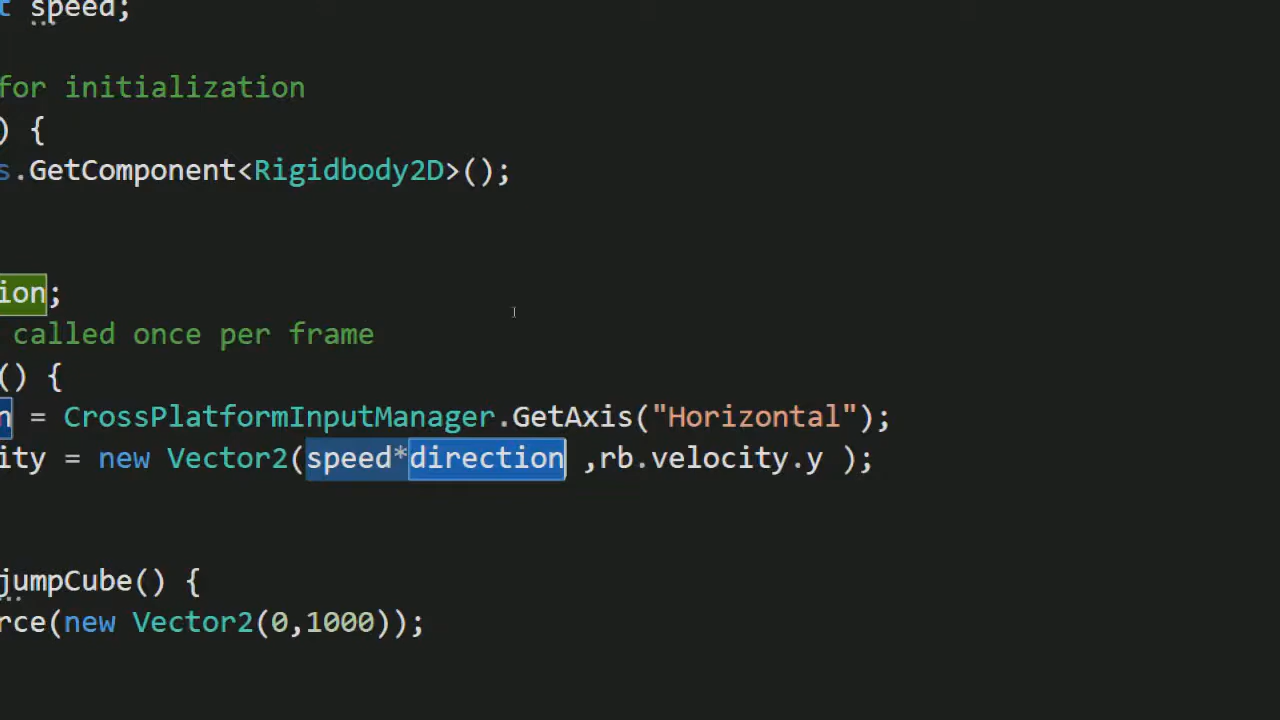 t speed;
for initialization
) {
s.GetComponent<Rigidbody2D>();
ion;
called once per frame
() {
n = CrossPlatformInputManager.GetAxis("Horizontal");
ity = new Vector2(speed*direction ,rb.velocity.y );
jumpCube() {
rce(new Vector2(0,1000));